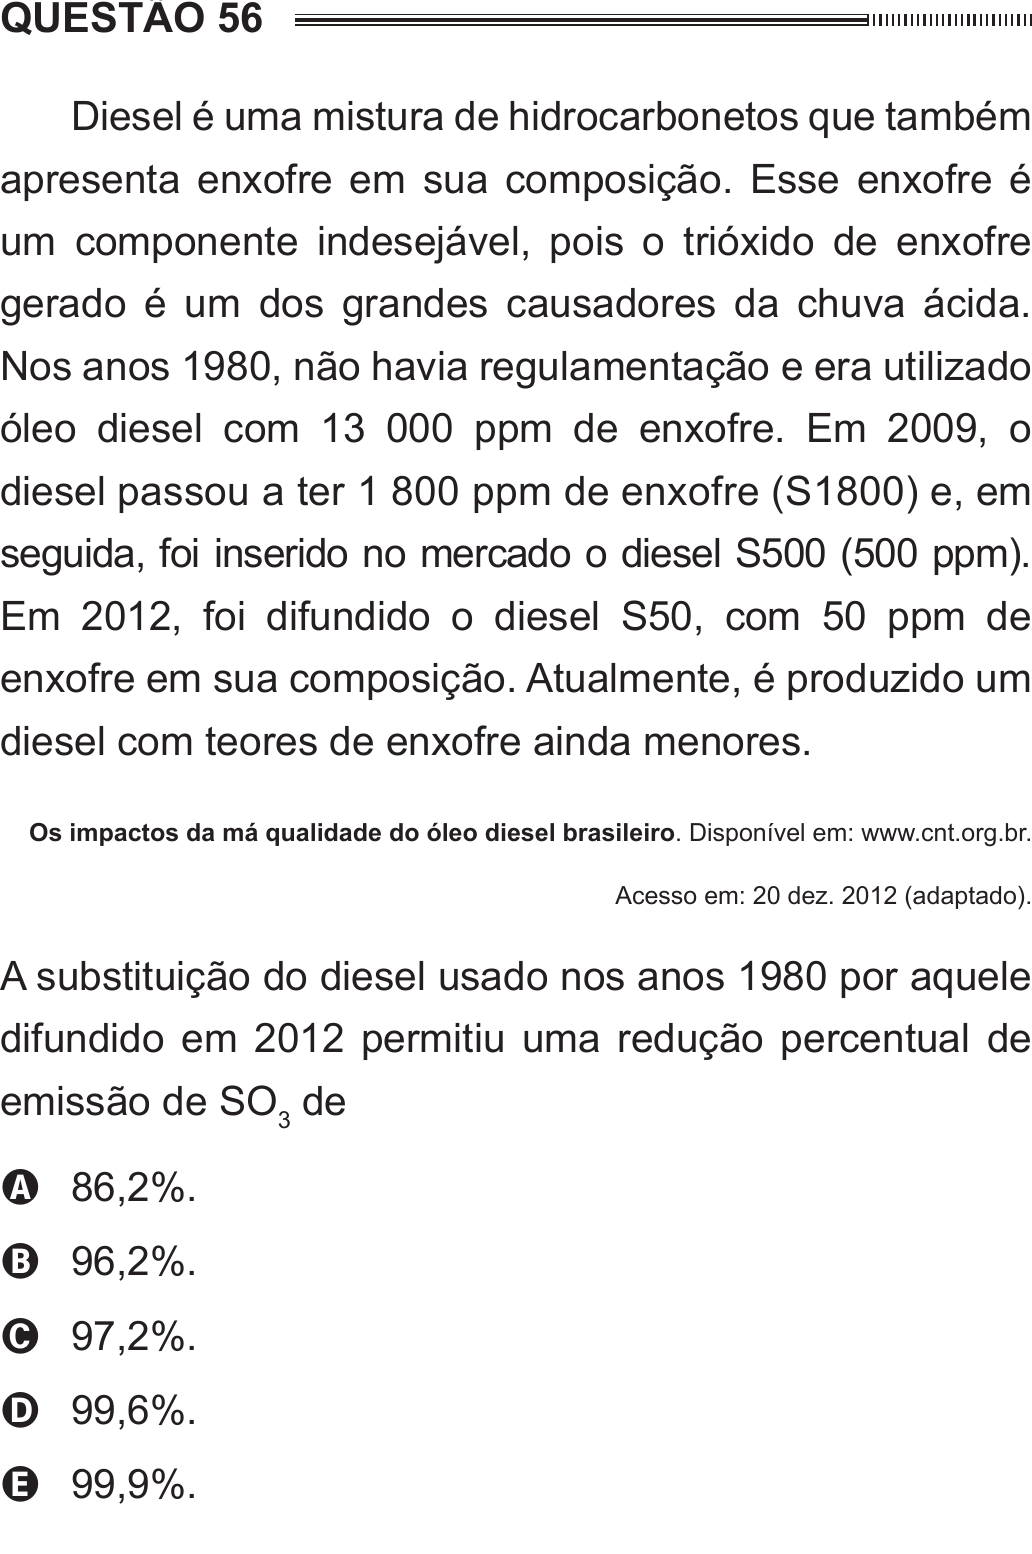 QUESTÃO 56
Diesel é uma mistura de hidrocarbonetos que também
apresenta enxofre em sua composição. Esse enxofre é
um componente indesejável, pois o trióxido de enxofre
gerado é um dos grandes causadores da chuva ácida.
Nos anos 1980, não havia regulamentação e era utilizado
óleo diesel com 13 000 ppm de enxofre. Em 2009, o
diesel passou a ter 1 800 ppm de enxofre (S1800) e, em
seguida, foi inserido no mercado o diesel S500 (500 ppm).
Em 2012, foi difundido o diesel S50, com 50 ppm de
enxofre em sua composição. Atualmente, é produzido um
diesel com teores de enxofre ainda menores.
Os impactos da má qualidade do óleo diesel brasileiro. Disponível em: www.cnt.org.br.
Acesso em: 20 dez. 2012 (adaptado).
A substituição do diesel usado nos anos 1980 por aquele
difundido em 2012 permitiu uma redução percentual de
emissão de SO₃ de
A 86,2%.
B 96,2%.
C 97,2%.
D 99,6%.
E 99,9%.